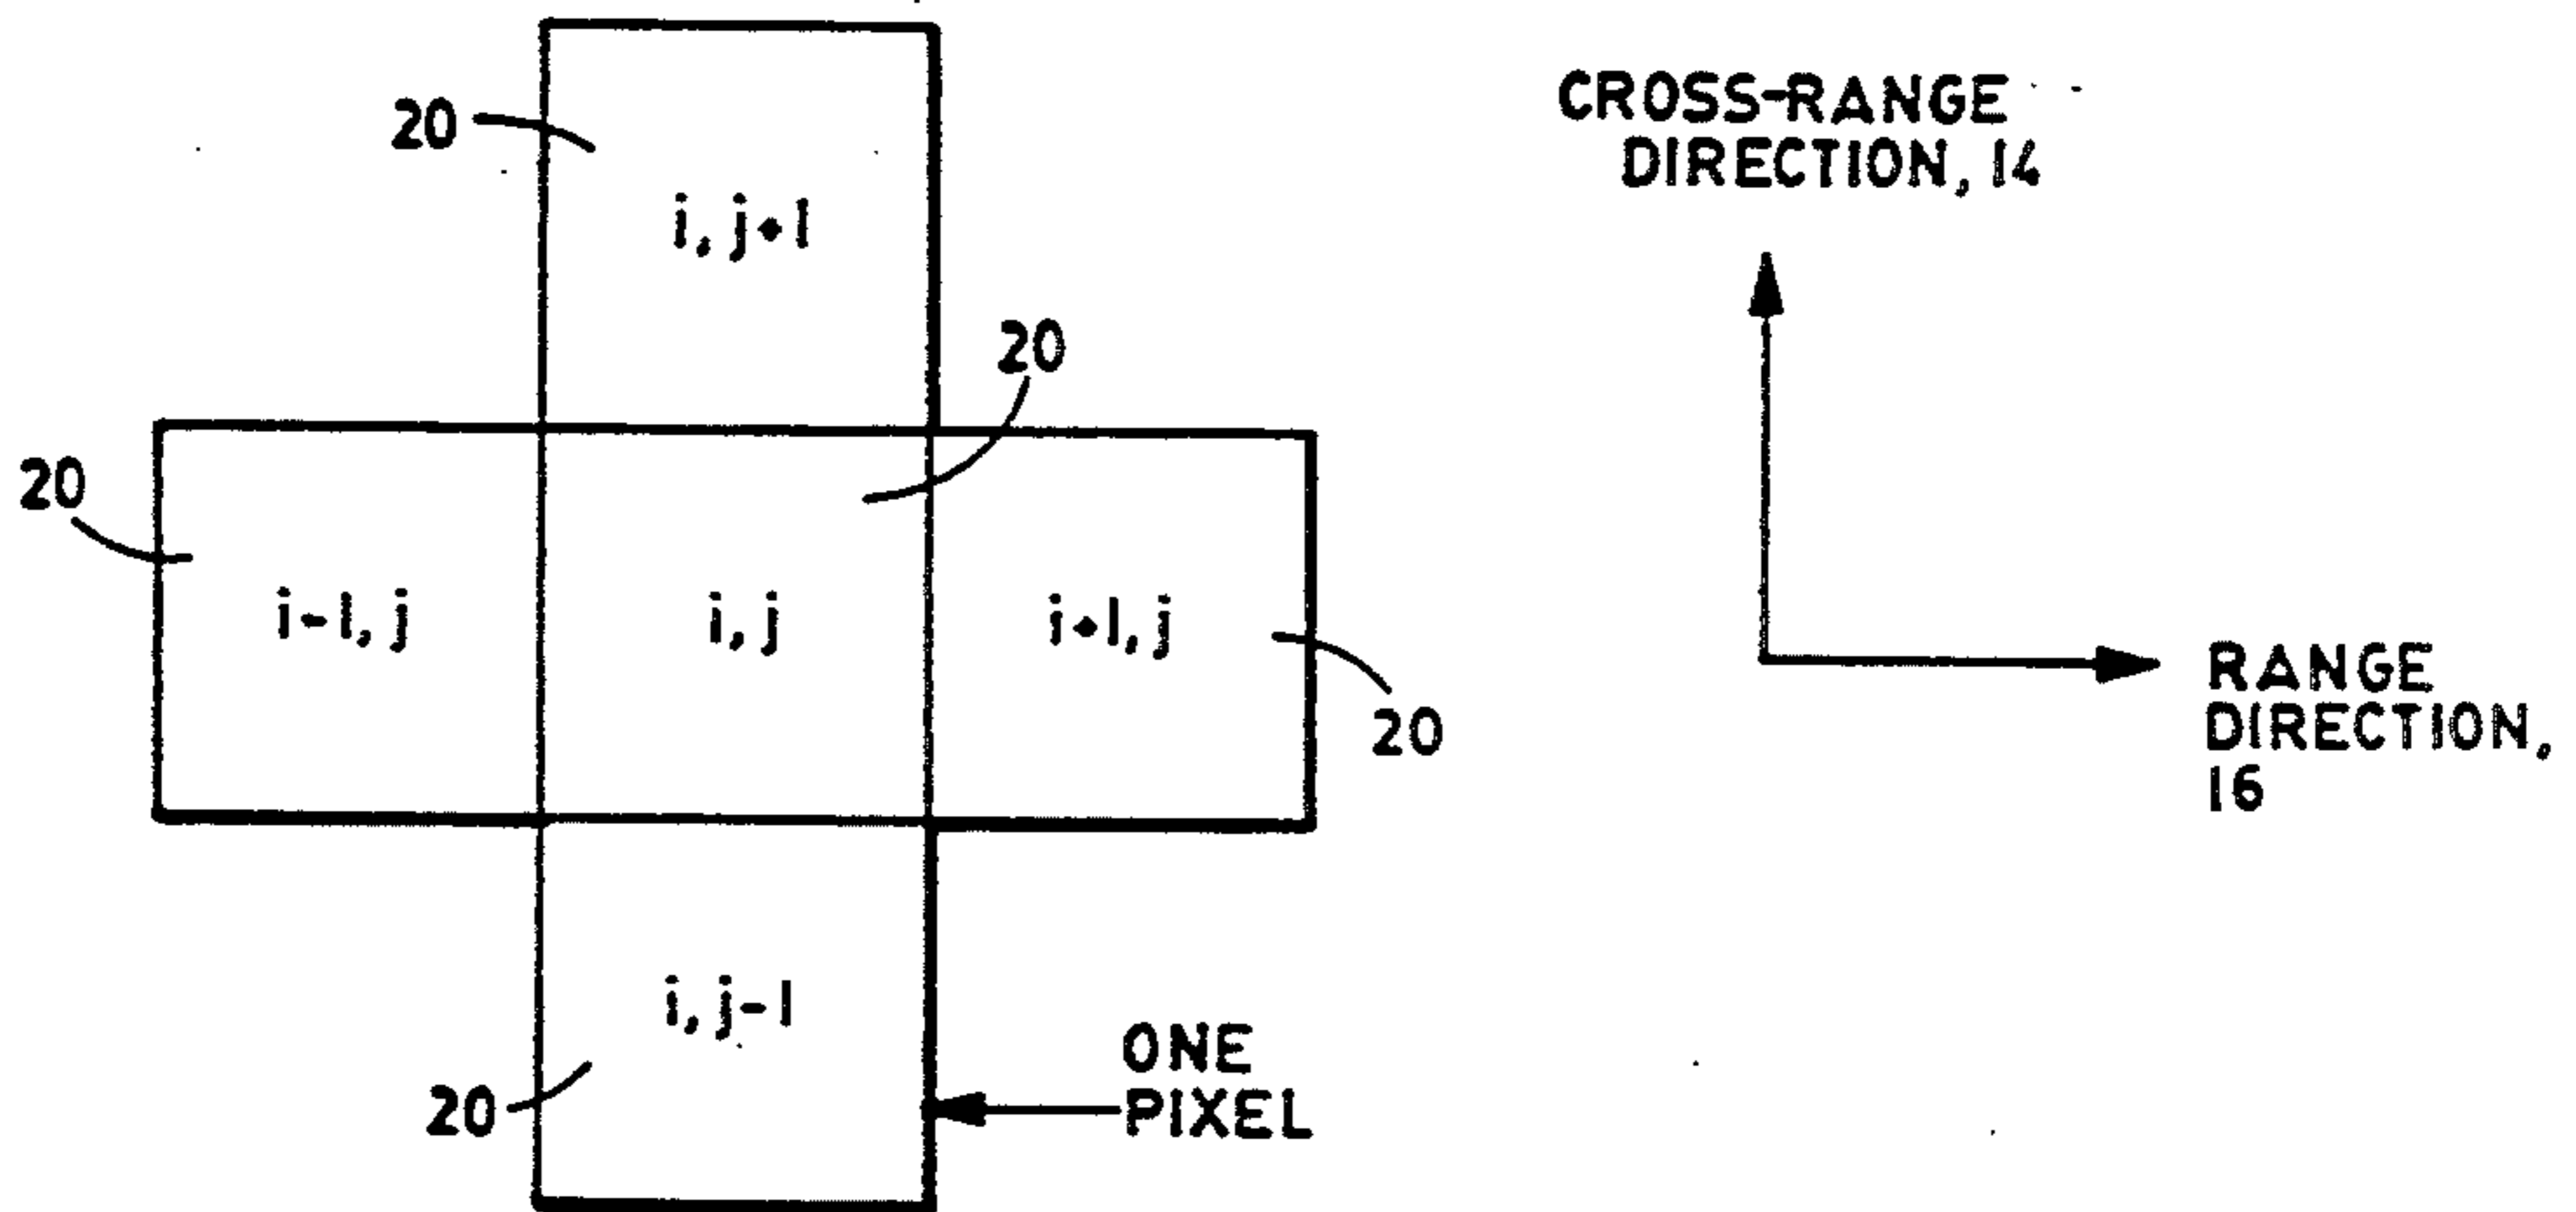 20
i, j+1
CROSS-RANGE
DIRECTION, 14
20
20
i-1, j
i, j
i+1, j
20
RANGE
DIRECTION,
16
i, j-1
20
ONE
PIXEL